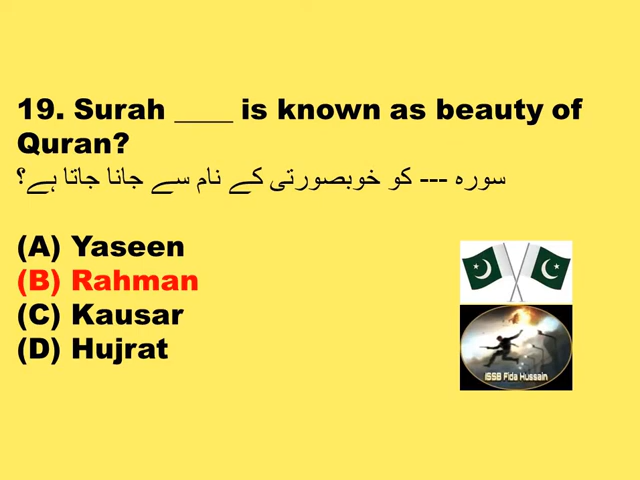 19. Surah ____ is known as beauty of
Quran?
سورہ --- کو خوبصورتی کے نام سے جانا جاتا ہے؟
(A) Yaseen
(B) Rahman
(C) Kausar
(D) Hujrat
ISSB Fida Hussain